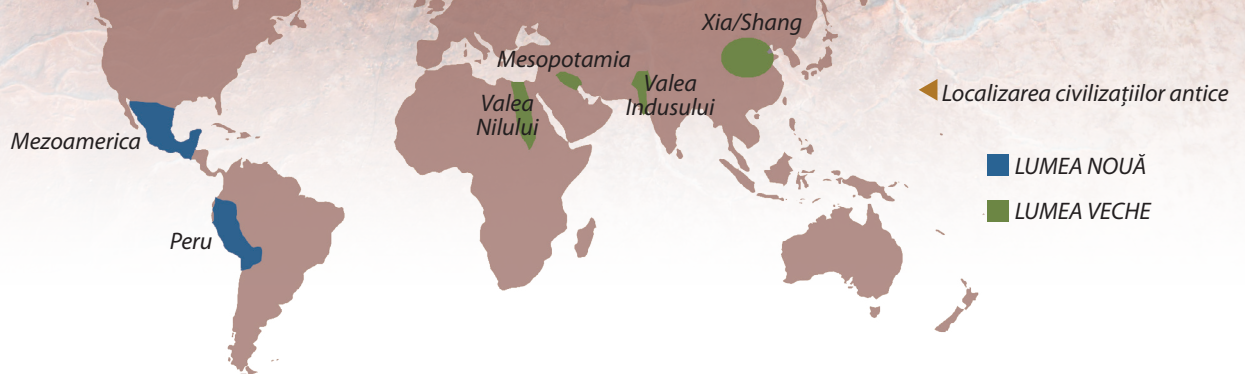 Xia/Shang
Mesopotamia
Valea
Indusului
Valea
Nilului
Mezoamerica
Peru
Localizarea civilizațiilor antice
LUMEA NOUĂ
LUMEA VECHE